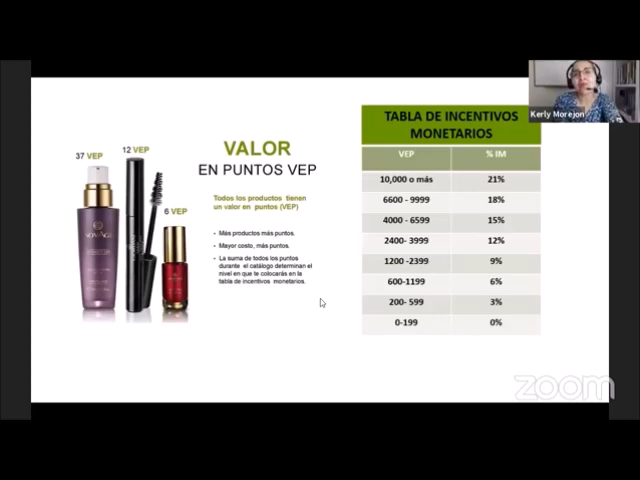 Kerly Morejon
37 VEP
12 VEP
6 VEP
VALOR
EN PUNTOS VEP
Todos los productos tienen
un valor en puntos (VEP)
- Más productos más puntos.
- Mayor costo, más puntos.
- La suma de todos los puntos
durante el catálogo determinan el
nivel en que te colocarás en la
tabla de incentivos monetarios.
TABLA DE INCENTIVOS
MONETARIOS
VEP % IM
10,000 o más 21%
6600 - 9999 18%
4000 - 6599 15%
2400- 3999 12%
1200 -2399 9%
600-1199 6%
200- 599 3%
0-199 0%
NOVAGE
zoom